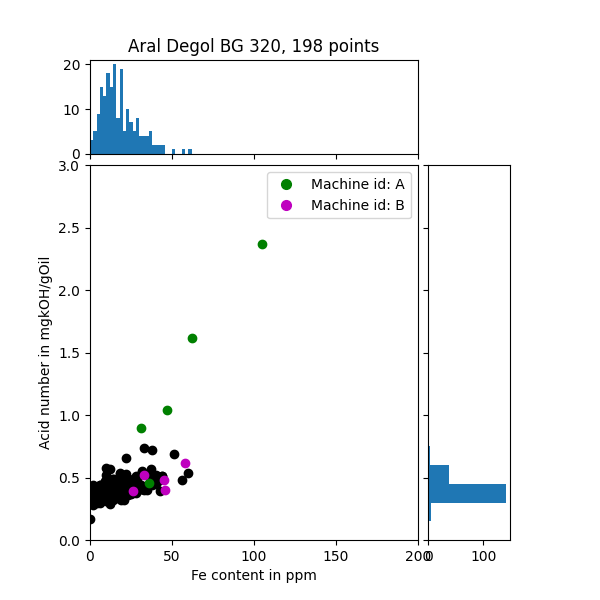 Aral Degol BG 320, 198 points
20
10
0
3.0
2.5
2.0
1.5
1.0
0.5
0.0
Acid number in mgkOH/gOil
Machine id: A
Machine id: B
0 50 100 150 200
0 100
Fe content in ppm